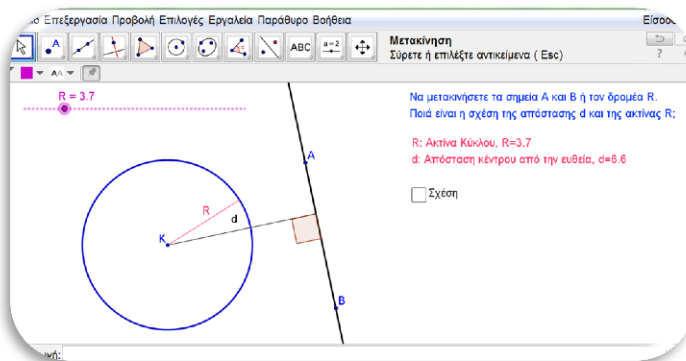 Επεξεργασία Προβολή Επιλογές Εργαλεία Παράθυρο Βοήθεια
A
ABC
a=2
Μετακίνηση
Σύρετε ή επιλέξτε αντικείμενα ( Esc)
?
AA
R = 3.7
Να μετακινήσετε τα σημεία Α και Β ή τον δρομέα R.
Ποιά είναι η σχέση της απόστασης d και της ακτίνας R;
R: Ακτίνα Κύκλου, R=3.7
d: Απόσταση κέντρου από την ευθεία, d=6.6
Σχέση
A
R
d
K
B